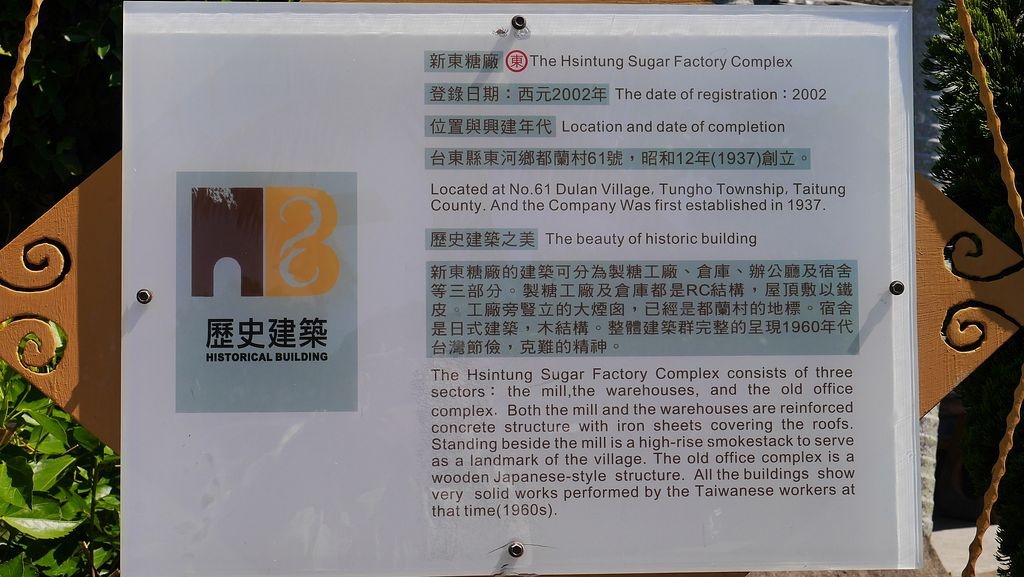 新東糖廠 東 The Hsintung Sugar Factory Complex
登錄日期：西元2002年 The date of registration：2002
位置與興建年代 Location and date of completion
台東縣東河鄉都蘭村61號，昭和12年(1937)創立。
Located at No.61 Dulan Village, Tungho Township, Taitung
County. And the Company Was first established in 1937.
歷史建築之美 The beauty of historic building
新東糖廠的建築可分為製糖工廠、倉庫、辦公廳及宿舍
等三部分。製糖工廠及倉庫都是RC結構，屋頂敷以鐵
皮。工廠旁豎立的大煙囪，已經是都蘭村的地標。宿舍
是日式建築，木結構。整體建築群完整的呈現1960年代
台灣節儉，克難的精神。
The Hsintung Sugar Factory Complex consists of three
sectors： the mill,the warehouses, and the old office
complex. Both the mill and the warehouses are reinforced
concrete structure with iron sheets covering the roofs.
Standing beside the mill is a high-rise smokestack to serve
as a landmark of the village. The old office complex is a
wooden Japanese-style structure. All the buildings show
very solid works performed by the Taiwanese workers at
that time(1960s).
HB
歷史建築
HISTORICAL BUILDING